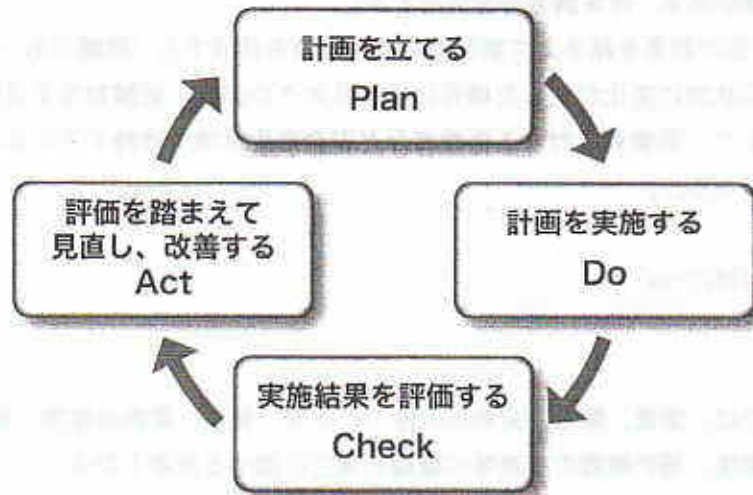 計画を立てる
Plan
計画を実施する
Do
実施結果を評価する
Check
評価を踏まえて
見直し、改善する
Act